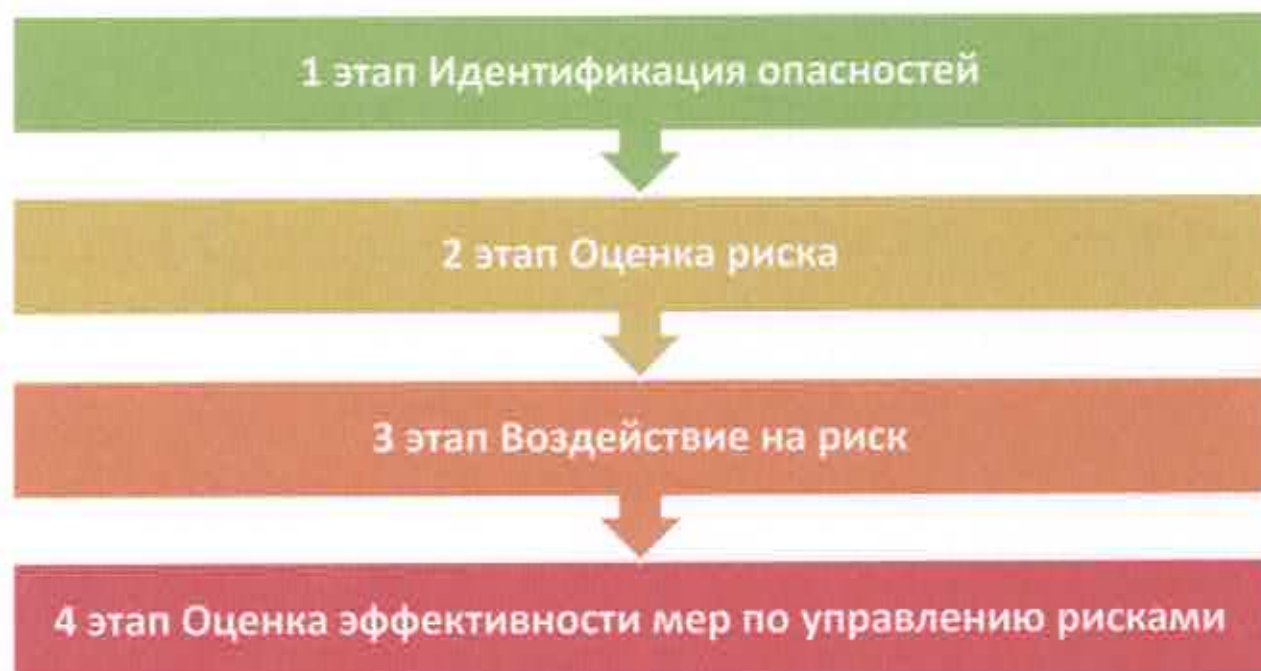 1 этап Идентификация опасностей
2 этап Оценка риска
3 этап Воздействие на риск
4 этап Оценка эффективности мер по управлению рисками